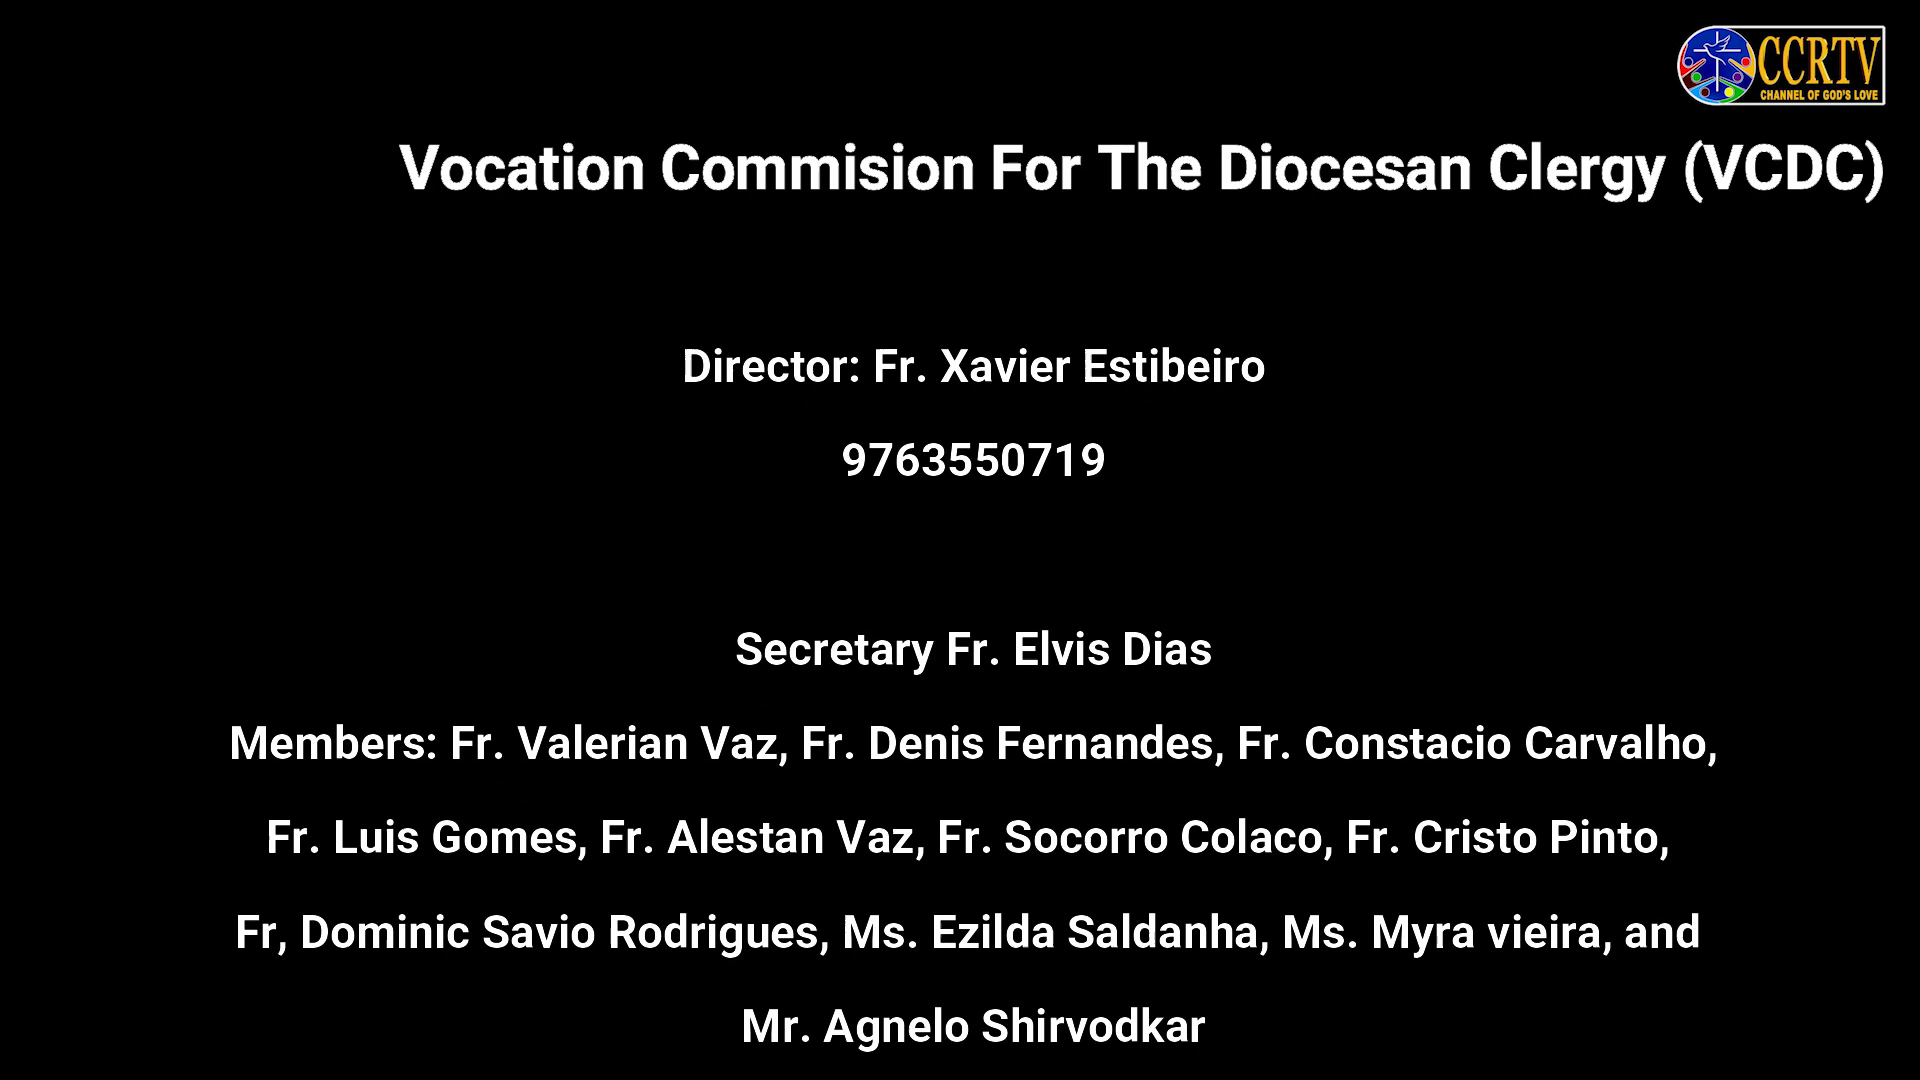 CCRTV
CHANNEL OF GOD'S LOVE
Vocation Commision For The Diocesan Clergy (VCDC)
Director: Fr. Xavier Estibeiro
9763550719
Secretary Fr. Elvis Dias
Members: Fr. Valerian Vaz, Fr. Denis Fernandes, Fr. Constacio Carvalho,
Fr. Luis Gomes, Fr. Alestan Vaz, Fr. Socorro Colaco, Fr. Cristo Pinto,
Fr, Dominic Savio Rodrigues, Ms. Ezilda Saldanha, Ms. Myra vieira, and
Mr. Agnelo Shirvodkar